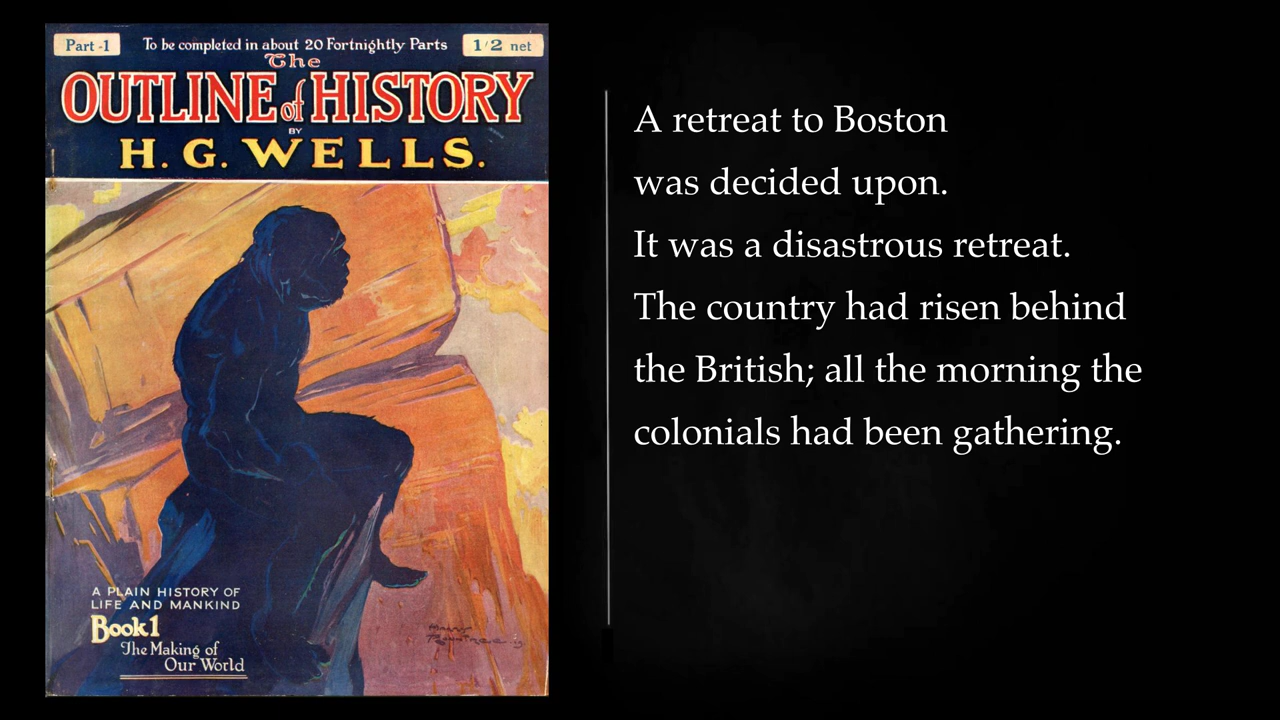 Part -1
To be completed in about 20 Fortnightly Parts
1/2 net
The
OUTLINE of HISTORY
BY
H. G. WELLS.
A PLAIN HISTORY OF
LIFE AND MANKIND
Book 1
The Making of
Our World
A retreat to Boston
was decided upon.
It was a disastrous retreat.
The country had risen behind
the British; all the morning the
colonials had been gathering.